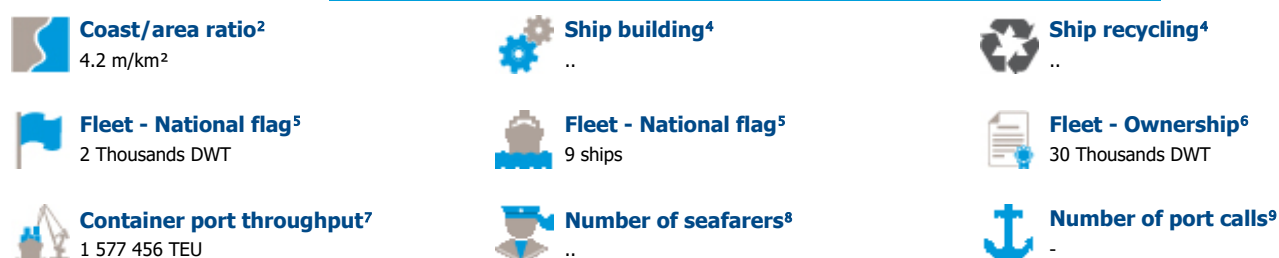 Coast/area ratio²
4.2 m/km²
Ship building⁴
..
Ship recycling⁴
..
Fleet - National flag⁵
2 Thousands DWT
Fleet - National flag⁵
9 ships
Fleet - Ownership⁶
30 Thousands DWT
Container port throughput⁷
1 577 456 TEU
Number of seafarers⁸
..
Number of port calls⁹
-